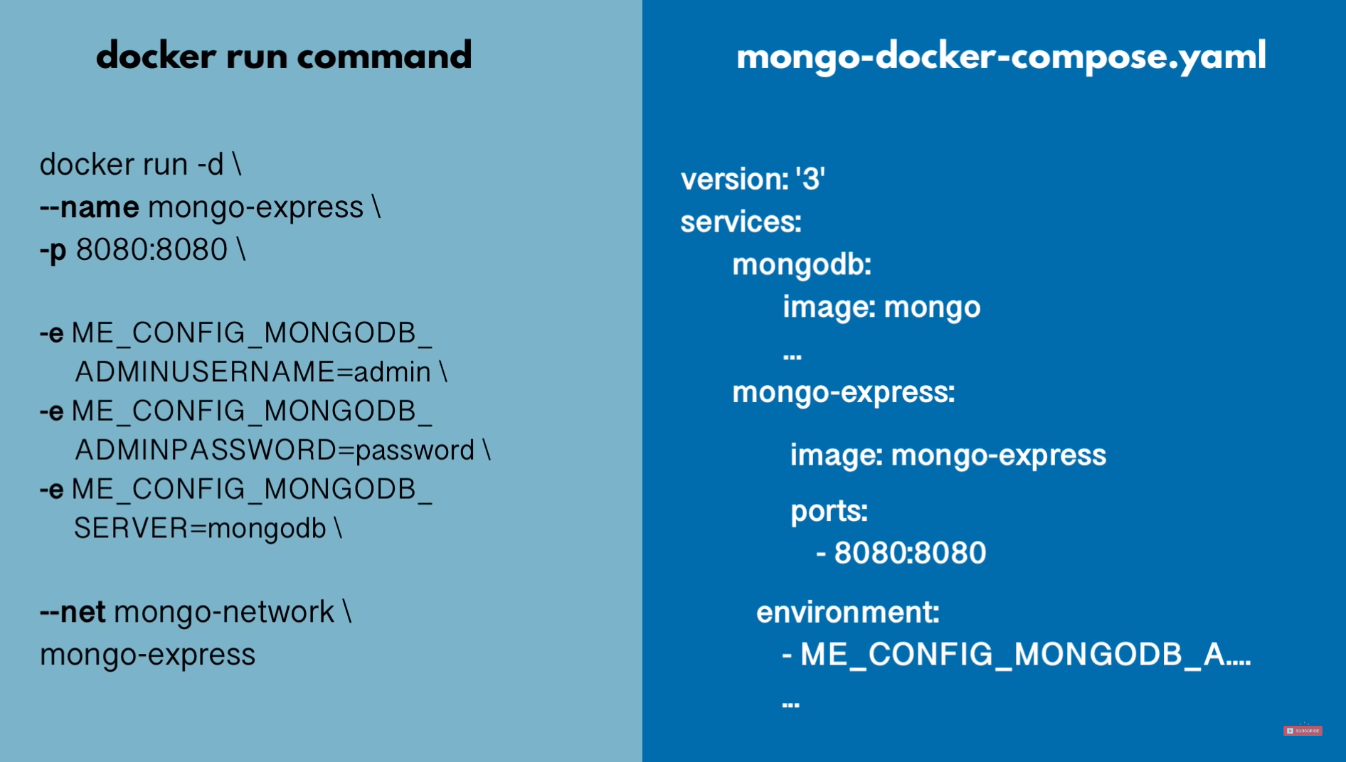 docker run command
docker run -d \
--name mongo-express \
-p 8080:8080 \
-e ME_CONFIG_MONGODB_
ADMINUSERNAME=admin \
-e ME_CONFIG_MONGODB_
ADMINPASSWORD=password \
-e ME_CONFIG_MONGODB_
SERVER=mongodb \
--net mongo-network \
mongo-express
mongo-docker-compose.yaml
version: '3'
services:
mongodb:
image: mongo
...
mongo-express:
image: mongo-express
ports:
- 8080:8080
environment:
- ME_CONFIG_MONGODB_A....
...
SUBSCRIBE